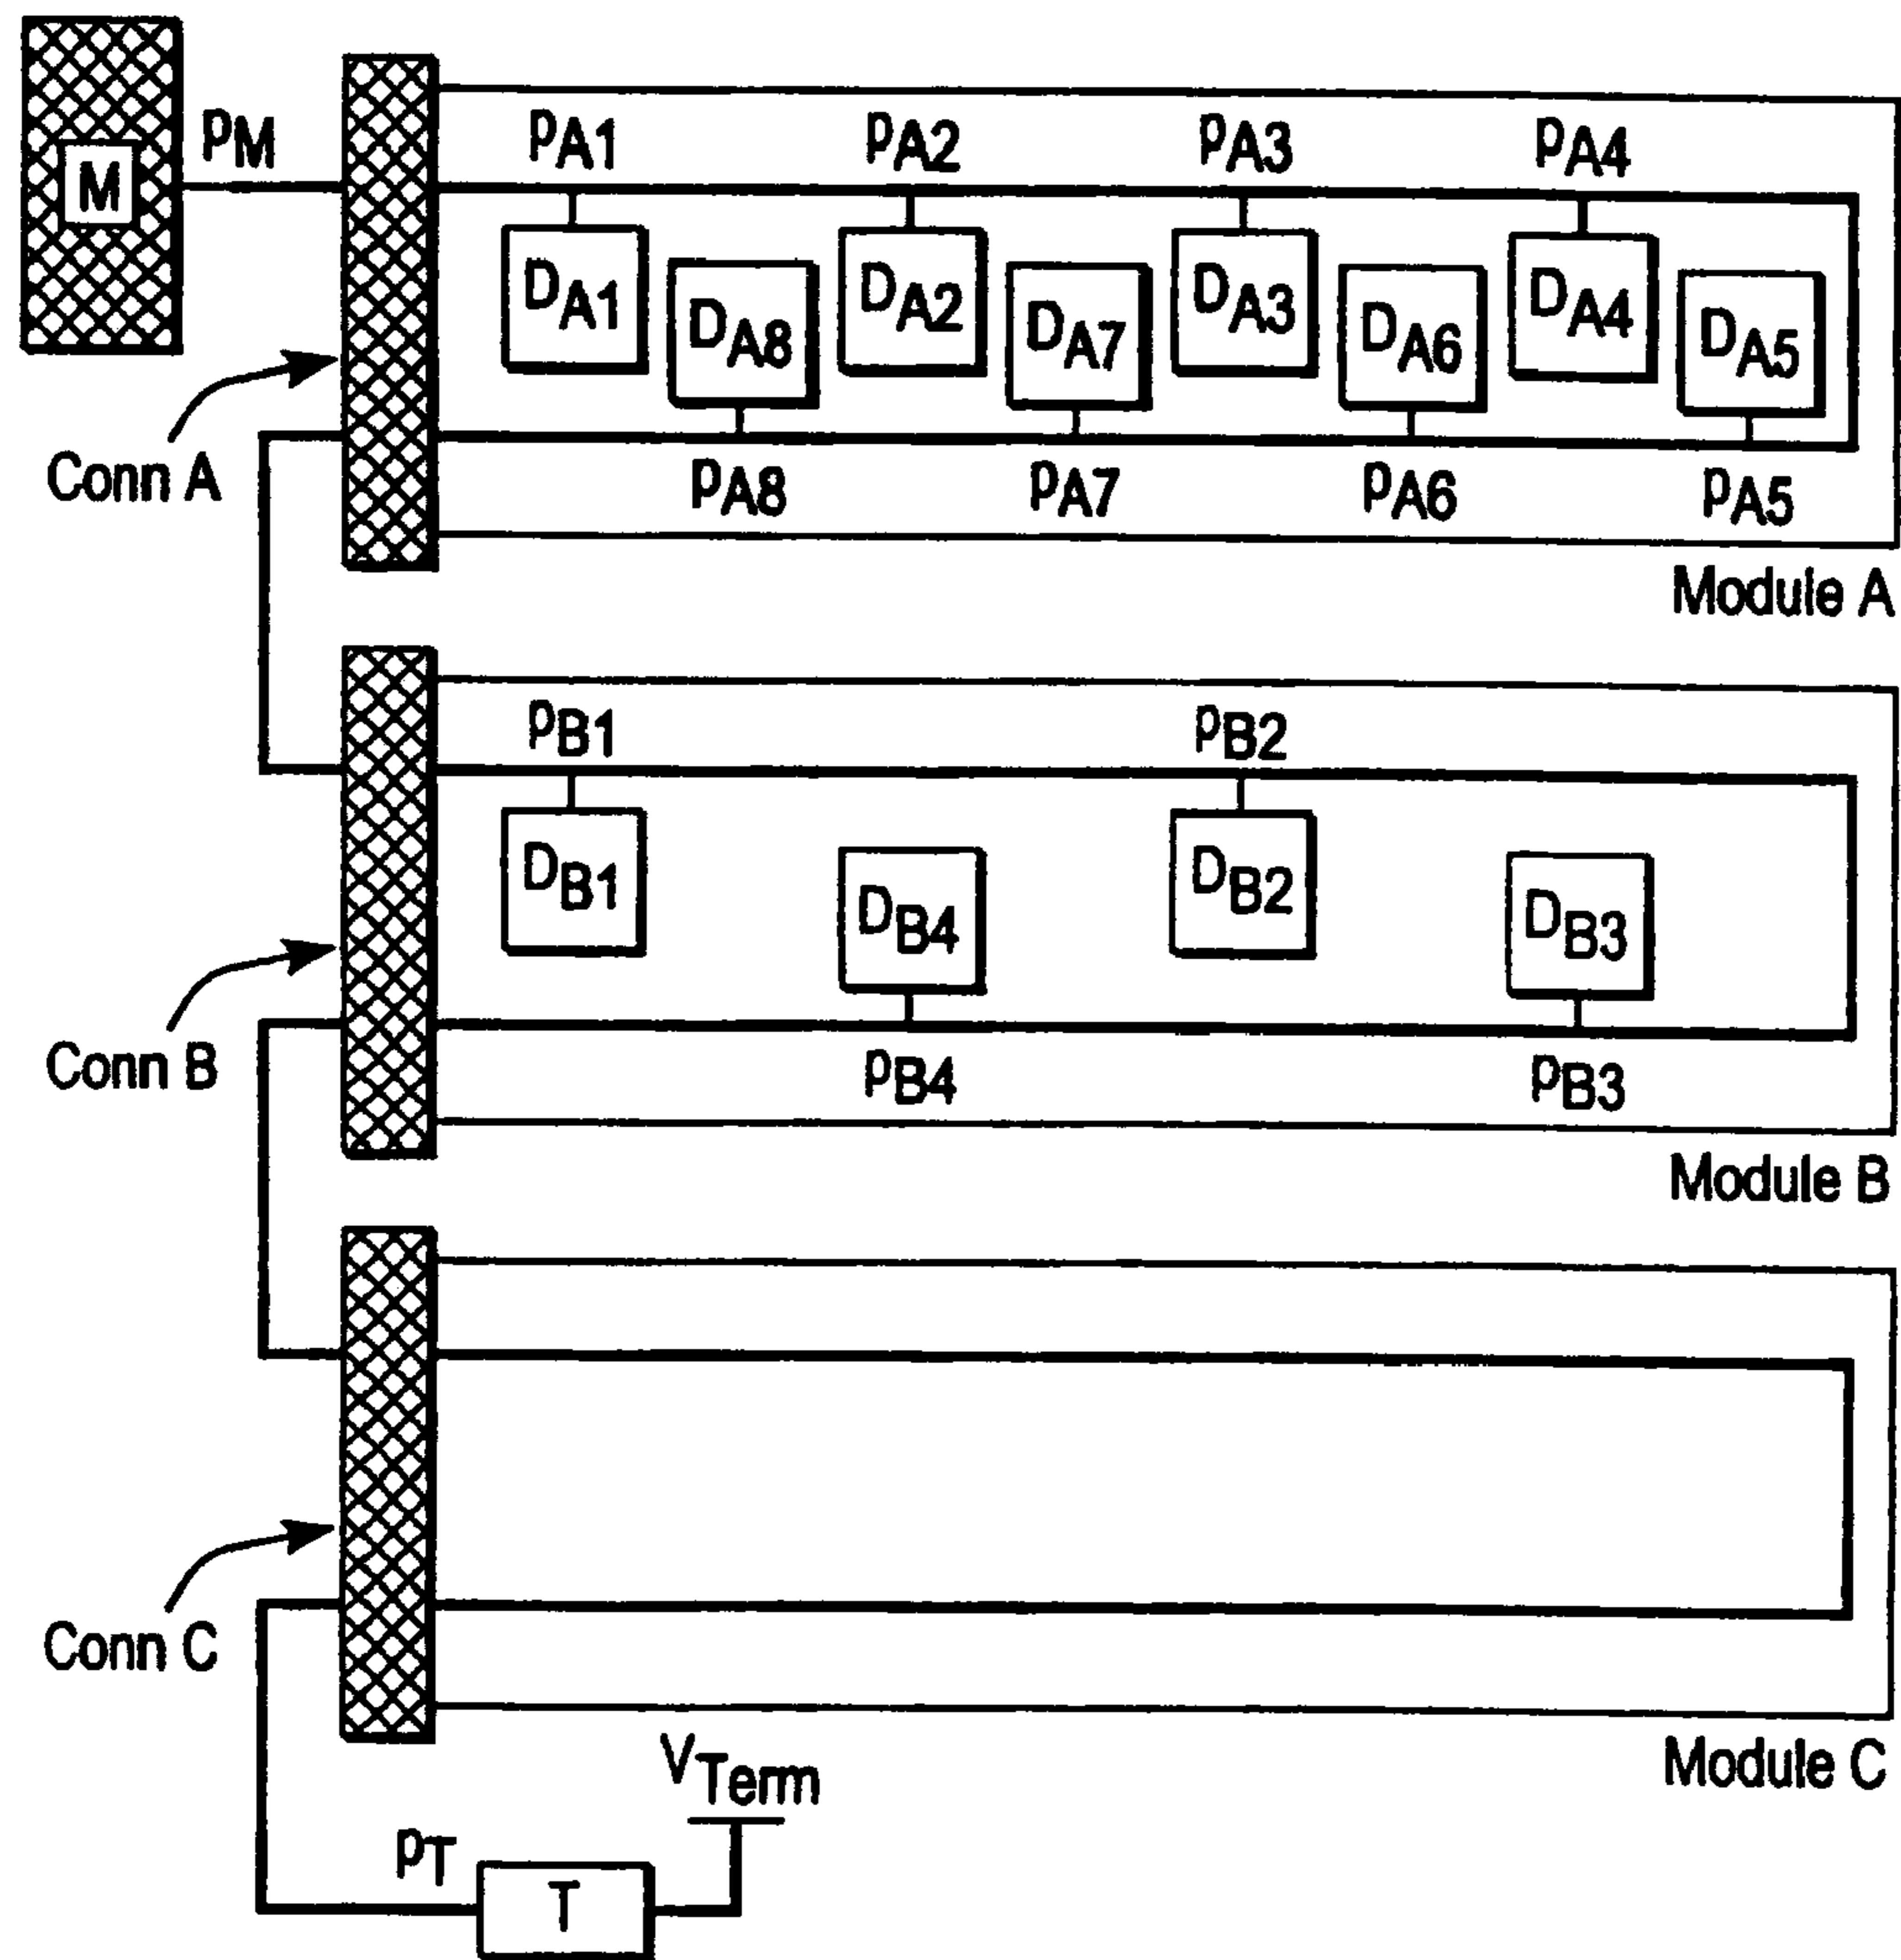 M
PM
PA1
PA2
PA3
PA4
DA1
DA8
DA2
DA7
DA3
DA6
DA4
DA5
Conn A
PA8
PA7
PA6
PA5
Module A
PB1
PB2
DB1
DB4
DB2
DB3
Conn B
PB4
PB3
Module B
Conn C
Module C
VTerm
PT
T